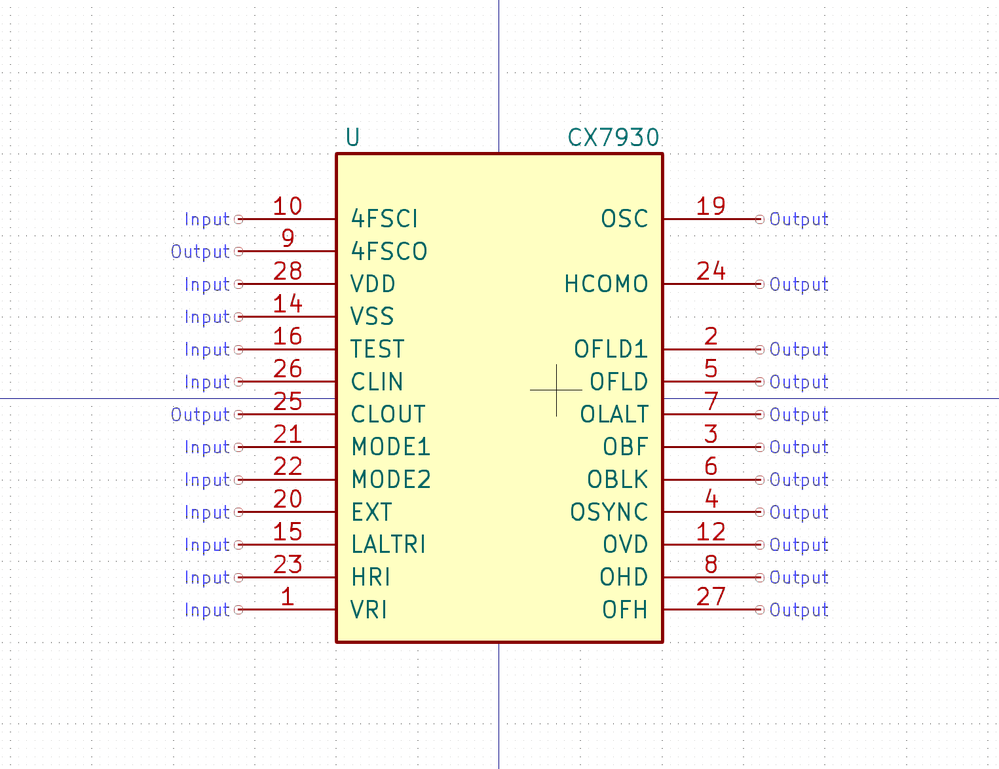 U CX7930
Input 10 4FSCI OSC 19 Output
Output 9 4FSCO
Input 28 VDD HCOMO 24 Output
Input 14 VSS
Input 16 TEST OFLD1 2 Output
Input 26 CLIN OFLD 5 Output
Output 25 CLOUT OLALT 7 Output
Input 21 MODE1 OBF 3 Output
Input 22 MODE2 OBLK 6 Output
Input 20 EXT OSYNC 4 Output
Input 15 LALTRI OVD 12 Output
Input 23 HRI OHD 8 Output
Input 1 VRI OFH 27 Output